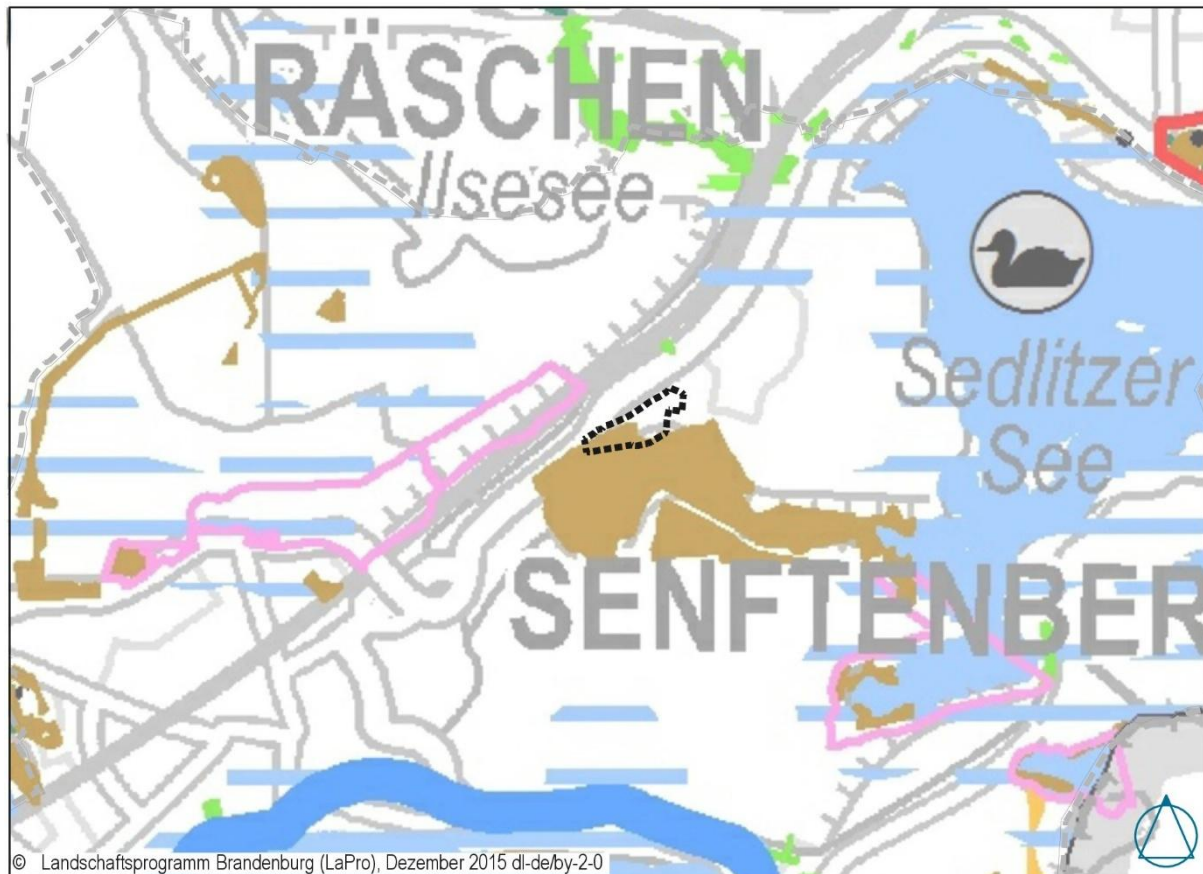 RÄSCHEN
Ilsesee
Sedlitzer
See
SENFTENBER
© Landschaftsprogramm Brandenburg (LaPro), Dezember 2015 dl-de/by-2-0